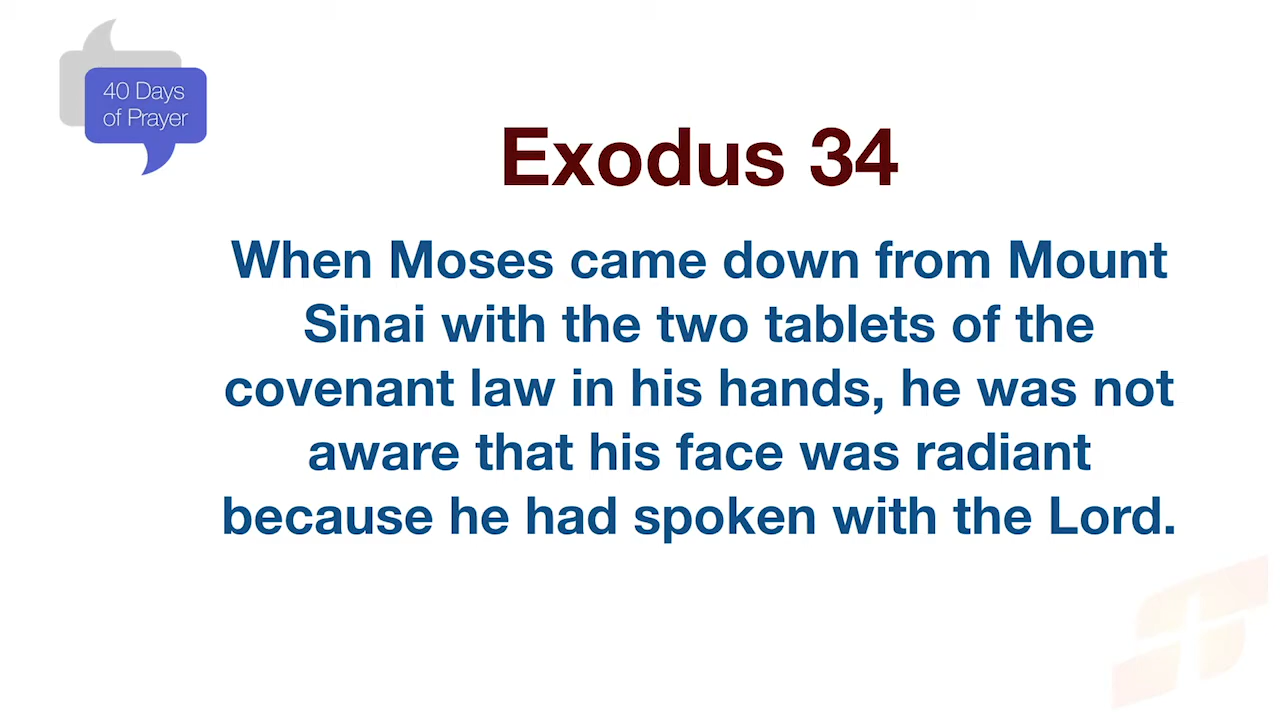 40 Days
of Prayer
Exodus 34
When Moses came down from Mount
Sinai with the two tablets of the
covenant law in his hands, he was not
aware that his face was radiant
because he had spoken with the Lord.